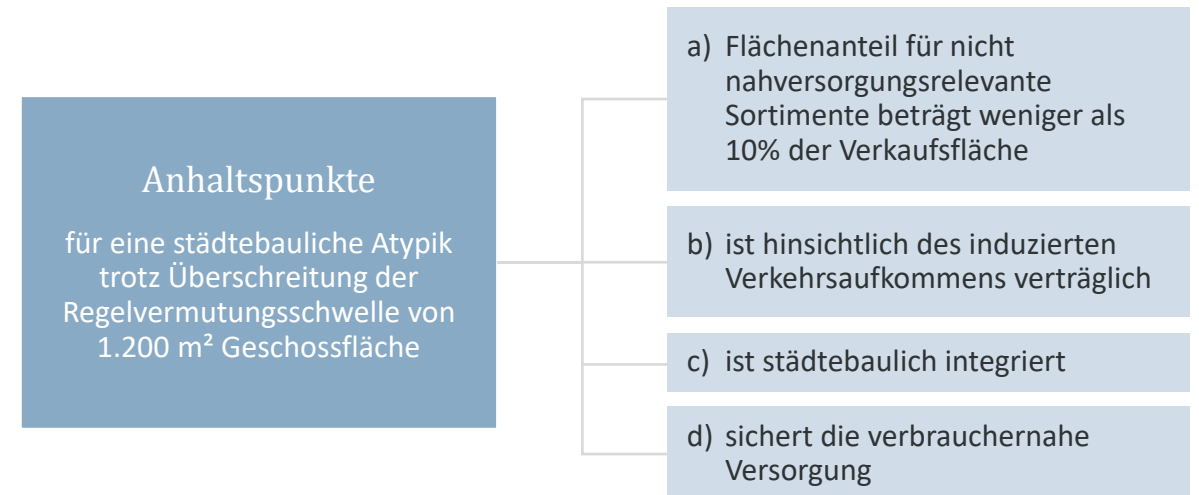 Anhaltspunkte
für eine städtebauliche Atypik
trotz Überschreitung der
Regelvermutungsschwelle von
1.200 m² Geschossfläche
a) Flächenanteil für nicht
nahversorgungsrelevante
Sortimente beträgt weniger als
10% der Verkaufsfläche
b) ist hinsichtlich des induzierten
Verkehrsaufkommens verträglich
c) ist städtebaulich integriert
d) sichert die verbrauchernahe
Versorgung